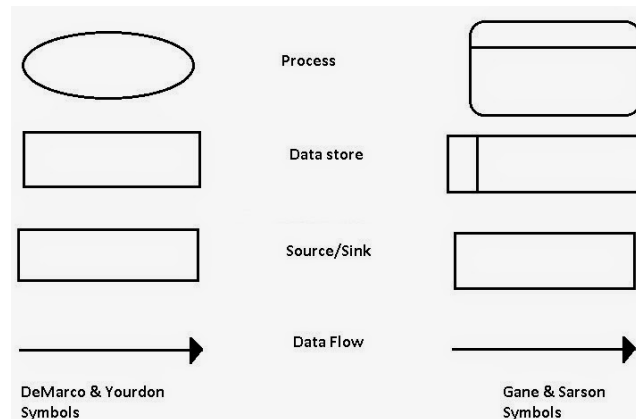 Process
Data store
Source/Sink
Data Flow
DeMarco & Yourdon
Symbols
Gane & Sarson
Symbols